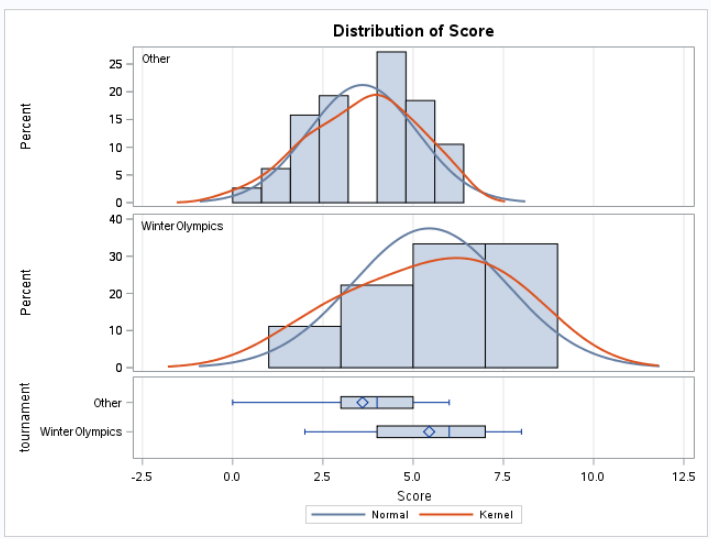 Distribution of Score
Percent
Other
25
20
15
10
5
0
Percent
Winter Olympics
40
30
20
10
0
tournament
Other
Winter Olympics
-2.5 0.0 2.5 5.0 7.5 10.0 12.5
Score
Normal Kernel